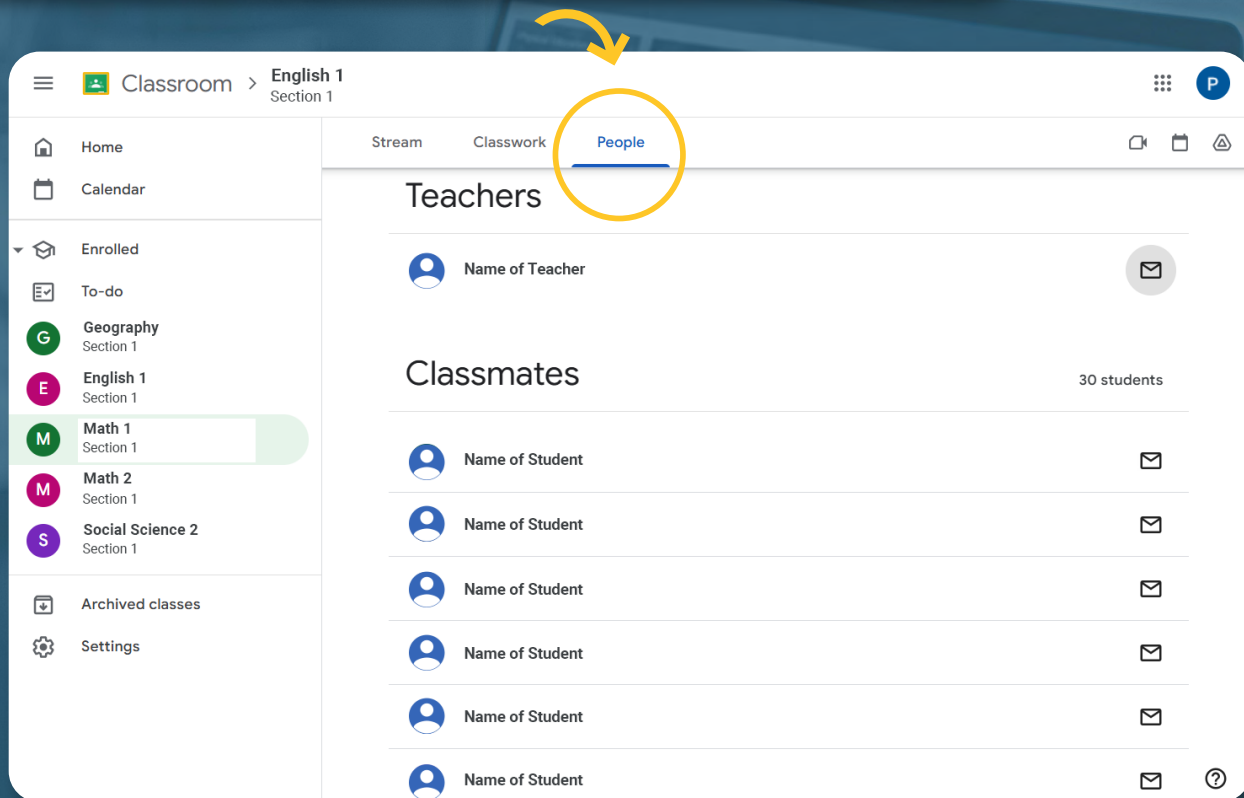 Classroom > English 1
Section 1
P
Home
Calendar
Enrolled
To-do
G
Geography
Section 1
E
English 1
Section 1
M
Math 1
Section 1
M
Math 2
Section 1
S
Social Science 2
Section 1
Archived classes
Settings
Stream Classwork People
Teachers
Name of Teacher
Classmates
30 students
Name of Student
Name of Student
Name of Student
Name of Student
Name of Student
Name of Student
?